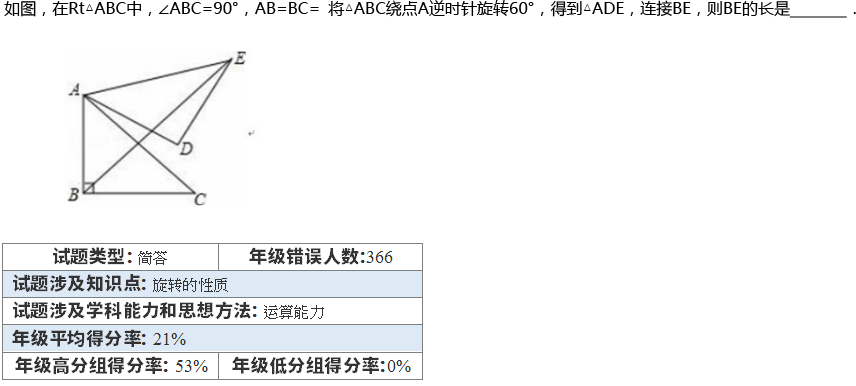 如图，在Rt△ABC中，∠ABC=90°，AB=BC= 将△ABC绕点A逆时针旋转60°，得到△ADE，连接BE，则BE的长是_______．
E
A
D
B
C
试题类型: 简答 年级错误人数:366
试题涉及知识点: 旋转的性质
试题涉及学科能力和思想方法: 运算能力
年级平均得分率: 21%
年级高分组得分率: 53% 年级低分组得分率:0%